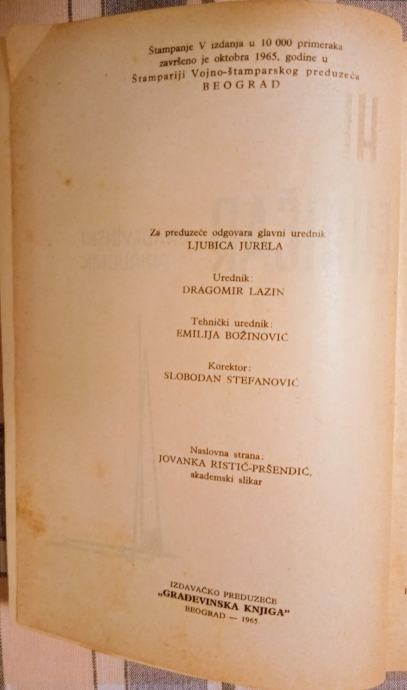 Štampanje V izdanja u 10 000 primeraka
završeno je oktobra 1965. godine u
Štampariji Vojno-štamparskog preduzeća
BEOGRAD
Za preduzeće odgovara glavni urednik
LJUBICA JURELA
Urednik:
DRAGOMIR LAZIN
Tehnički urednik:
EMILIJA BOŽINOVIĆ
Korektor:
SLOBODAN STEFANOVIĆ
Naslovna strana:
JOVANKA RISTIĆ-PRŠENDIĆ,
akademski slikar
IZDAVAČKO PREDUZEĆE
„GRAĐEVINSKA KNJIGA"
BEOGRAD — 1965.